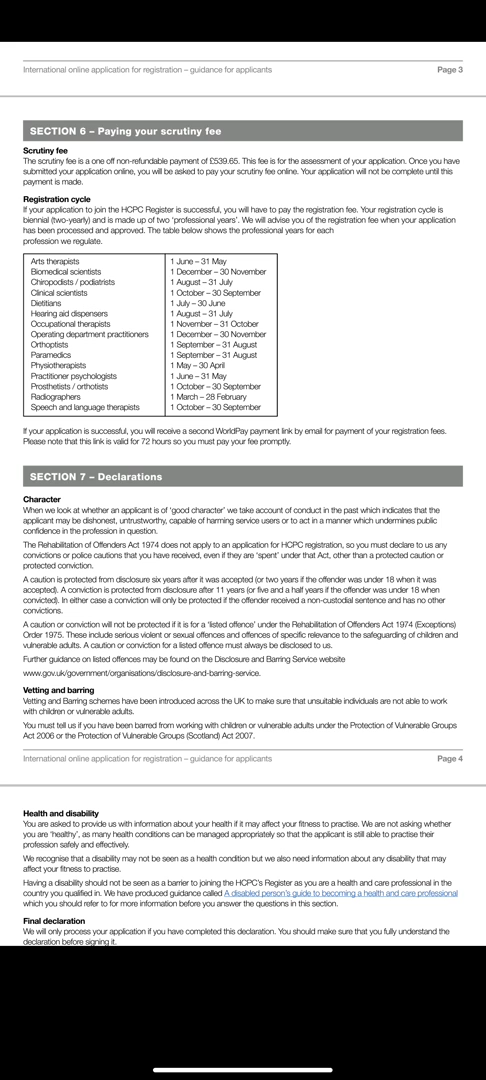 International online application for registration – guidance for applicants
Page 3
SECTION 6 – Paying your scrutiny fee
Scrutiny fee
The scrutiny fee is a one off non-refundable payment of £539.65. This fee is for the assessment of your application. Once you have
submitted your application online, you will be asked to pay your scrutiny fee online. Your application will not be complete until this
payment is made.
Registration cycle
If your application to join the HCPC Register is successful, you will have to pay the registration fee. Your registration cycle is
biennial (two-yearly) and is made up of two 'professional years'. We will advise you of the registration fee when your application
has been processed and approved. The table below shows the professional years for each
profession we regulate.
Arts therapists 1 June – 31 May
Biomedical scientists 1 December – 30 November
Chiropodists / podiatrists 1 August – 31 July
Clinical scientists 1 October – 30 September
Dietitians 1 July – 30 June
Hearing aid dispensers 1 August – 31 July
Occupational therapists 1 November – 31 October
Operating department practitioners 1 December – 30 November
Orthoptists 1 September – 31 August
Paramedics 1 September – 31 August
Physiotherapists 1 May – 30 April
Practitioner psychologists 1 June – 31 May
Prosthetists / orthotists 1 October – 30 September
Radiographers 1 March – 28 February
Speech and language therapists 1 October – 30 September
If your application is successful, you will receive a second WorldPay payment link by email for payment of your registration fees.
Please note that this link is valid for 72 hours so you must pay your fee promptly.
SECTION 7 – Declarations
Character
When we look at whether an applicant is of 'good character' we take account of conduct in the past which indicates that the
applicant may be dishonest, untrustworthy, capable of harming service users or to act in a manner which undermines public
confidence in the profession in question.
The Rehabilitation of Offenders Act 1974 does not apply to an application for HCPC registration, so you must declare to us any
convictions or police cautions that you have received, even if they are 'spent' under that Act, other than a protected caution or
protected conviction.
A caution is protected from disclosure six years after it was accepted (or two years if the offender was under 18 when it was
accepted). A conviction is protected from disclosure after 11 years (or five and a half years if the offender was under 18 when
convicted). In either case a conviction will only be protected if the offender received a non-custodial sentence and has no other
convictions.
A caution or conviction will not be protected if it is for a 'listed offence' under the Rehabilitation of Offenders Act 1974 (Exceptions)
Order 1975. These include serious violent or sexual offences and offences of specific relevance to the safeguarding of children and
vulnerable adults. A caution or conviction for a listed offence must always be disclosed to us.
Further guidance on listed offences may be found on the Disclosure and Barring Service website
www.gov.uk/government/organisations/disclosure-and-barring-service.
Vetting and barring
Vetting and Barring schemes have been introduced across the UK to make sure that unsuitable individuals are not able to work
with children or vulnerable adults.
You must tell us if you have been barred from working with children or vulnerable adults under the Protection of Vulnerable Groups
Act 2006 or the Protection of Vulnerable Groups (Scotland) Act 2007.
International online application for registration – guidance for applicants
Page 4
Health and disability
You are asked to provide us with information about your health if it may affect your fitness to practise. We are not asking whether
you are 'healthy', as many health conditions can be managed appropriately so that the applicant is still able to practise their
profession safely and effectively.
We recognise that a disability may not be seen as a health condition but we also need information about any disability that may
affect your fitness to practise.
Having a disability should not be seen as a barrier to joining the HCPC's Register as you are a health and care professional in the
country you qualified in. We have produced guidance called A disabled person's guide to becoming a health and care professional
which you should refer to for more information before you answer the questions in this section.
Final declaration
We will only process your application if you have completed this declaration. You should make sure that you fully understand the
declaration before signing it.